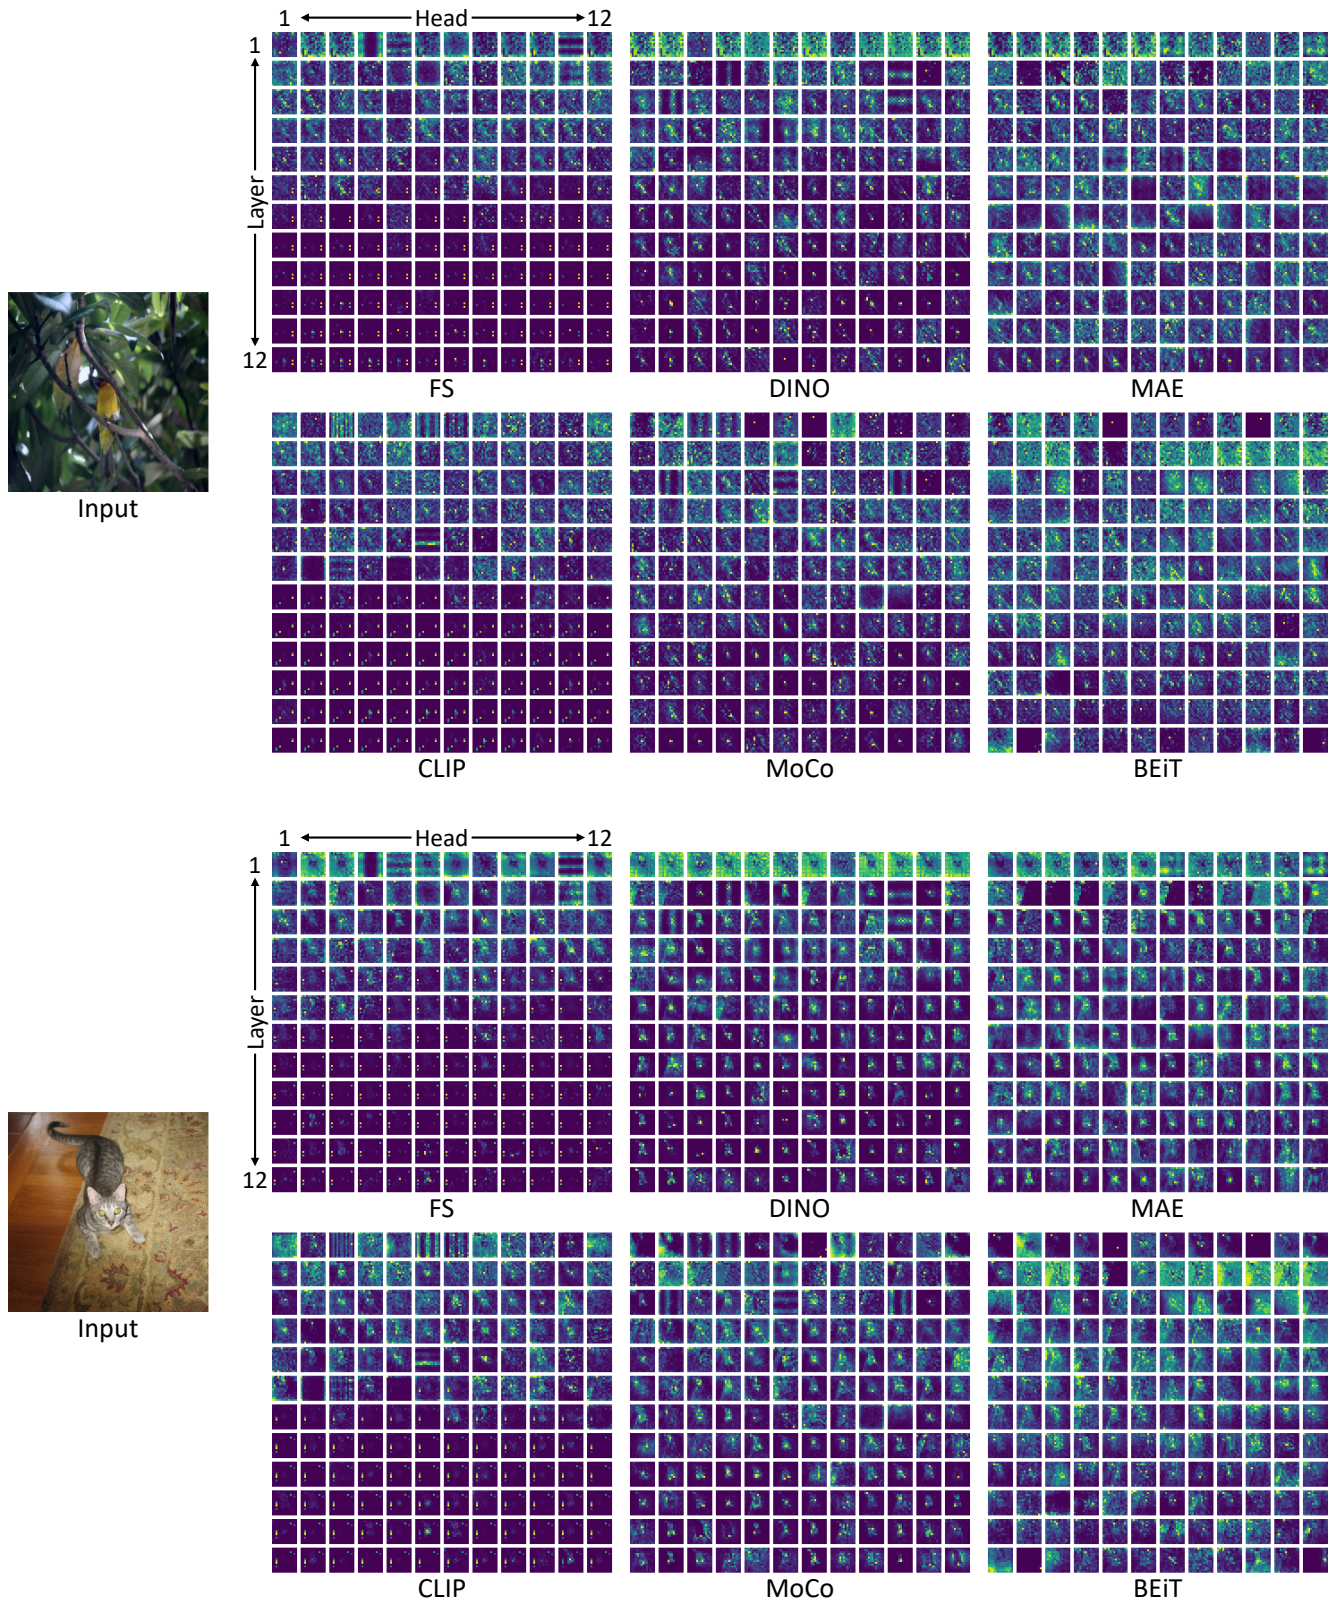 1 Head 12
1
Layer
12
FS DINO MAE
Input
CLIP MoCo BEiT
1 Head 12
1
Layer
12
FS DINO MAE
Input
CLIP MoCo BEiT